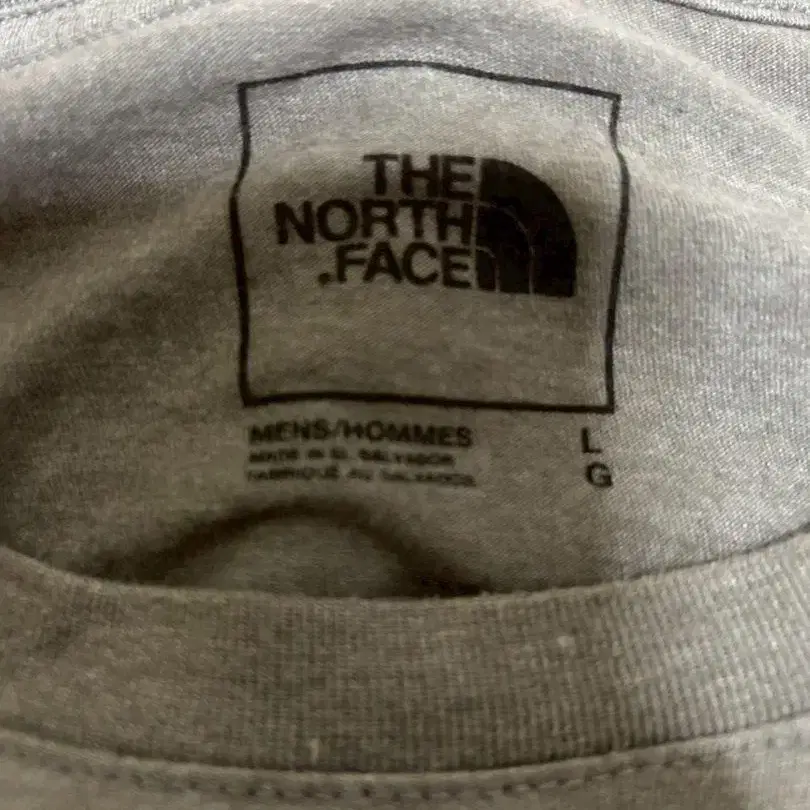 THE
NORTH
FACE
MENS/HOMMES
L
MADE IN EL SALVADOR
G
FABRIQUÉ AU SALVADOR